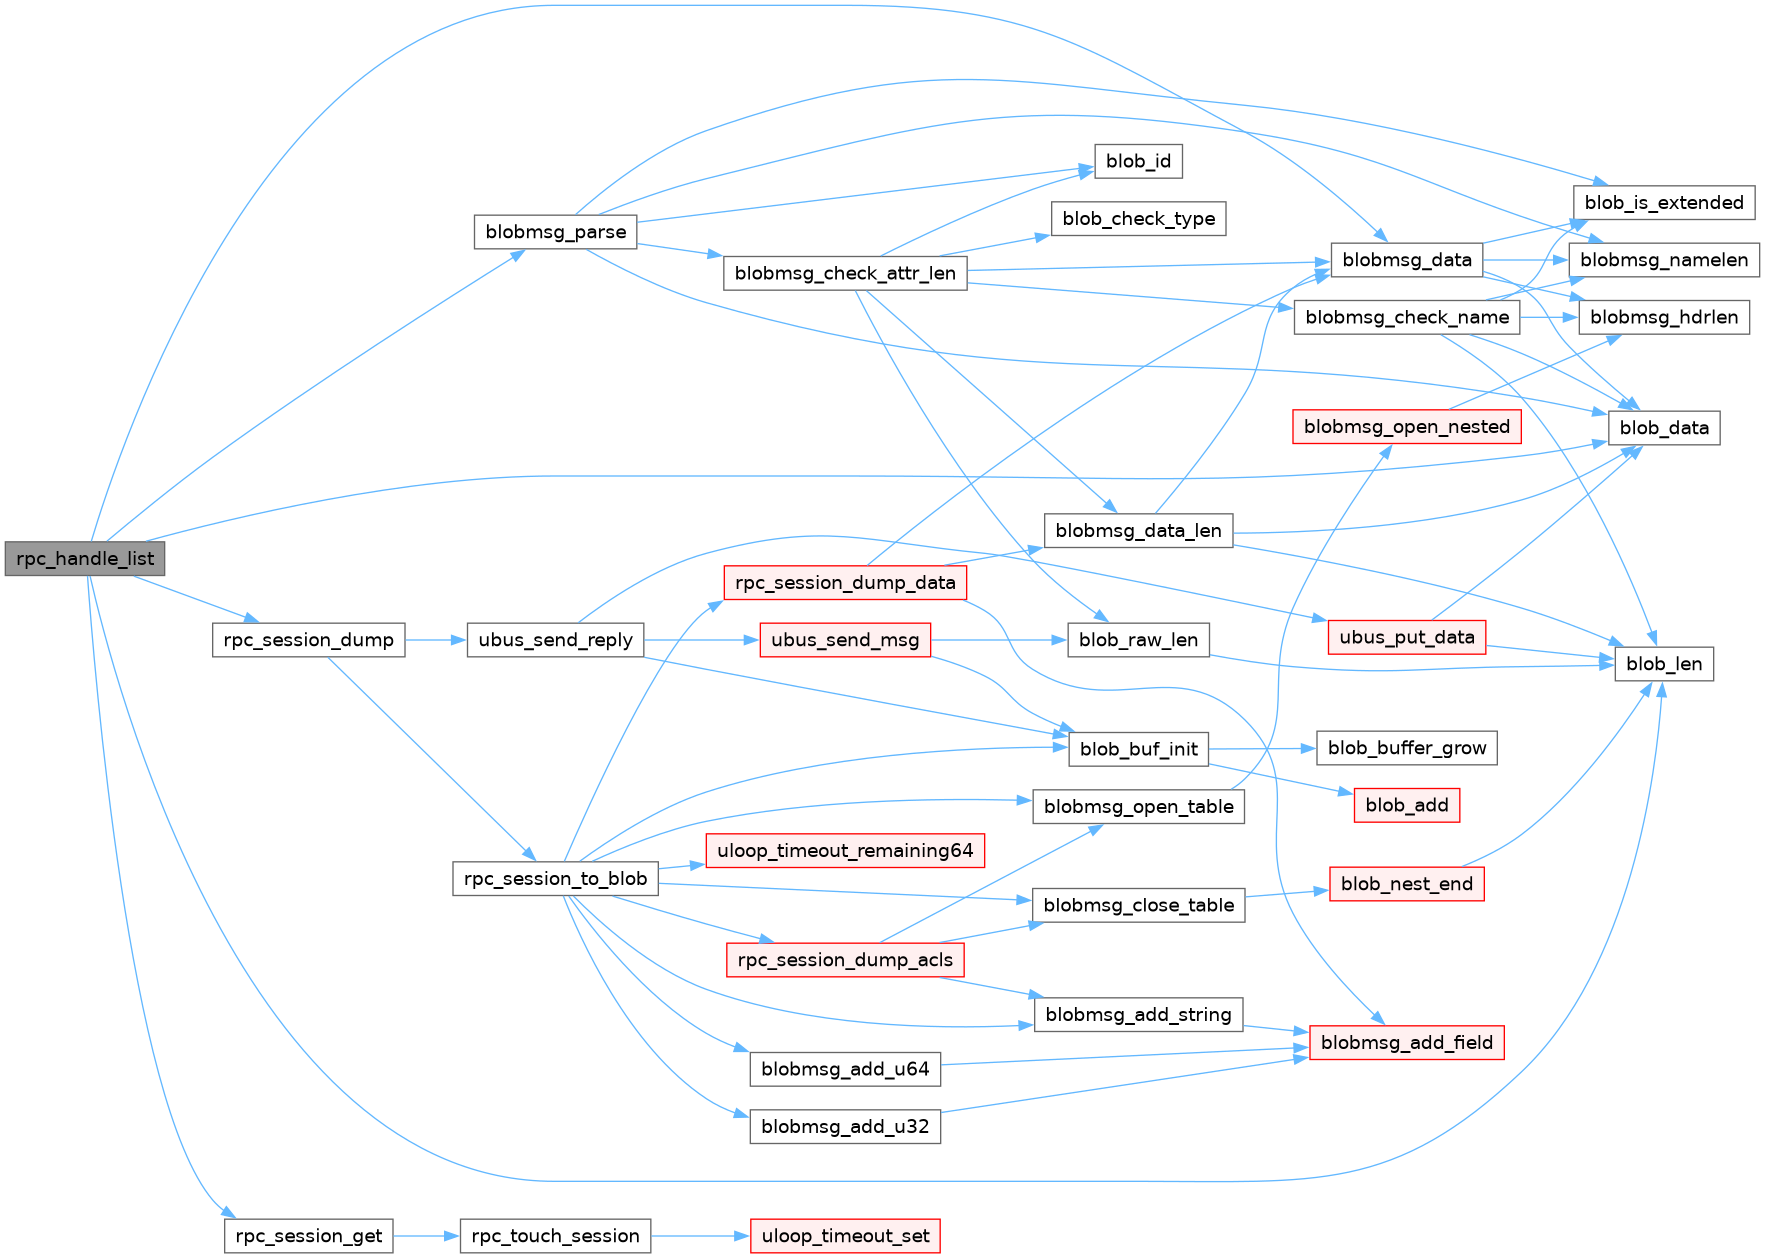 blob_id
blob_is_extended
blob_check_type
blobmsg_parse
blobmsg_data
blobmsg_namelen
blobmsg_check_attr_len
blobmsg_check_name
blobmsg_hdrlen
blobmsg_open_nested
blob_data
blobmsg_data_len
rpc_handle_list
rpc_session_dump_data
rpc_session_dump
ubus_send_reply
ubus_send_msg
blob_raw_len
ubus_put_data
blob_len
blob_buf_init
blob_buffer_grow
blobmsg_open_table
blob_add
uloop_timeout_remaining64
rpc_session_to_blob
blob_nest_end
blobmsg_close_table
rpc_session_dump_acls
blobmsg_add_string
blobmsg_add_field
blobmsg_add_u64
blobmsg_add_u32
rpc_session_get
rpc_touch_session
uloop_timeout_set